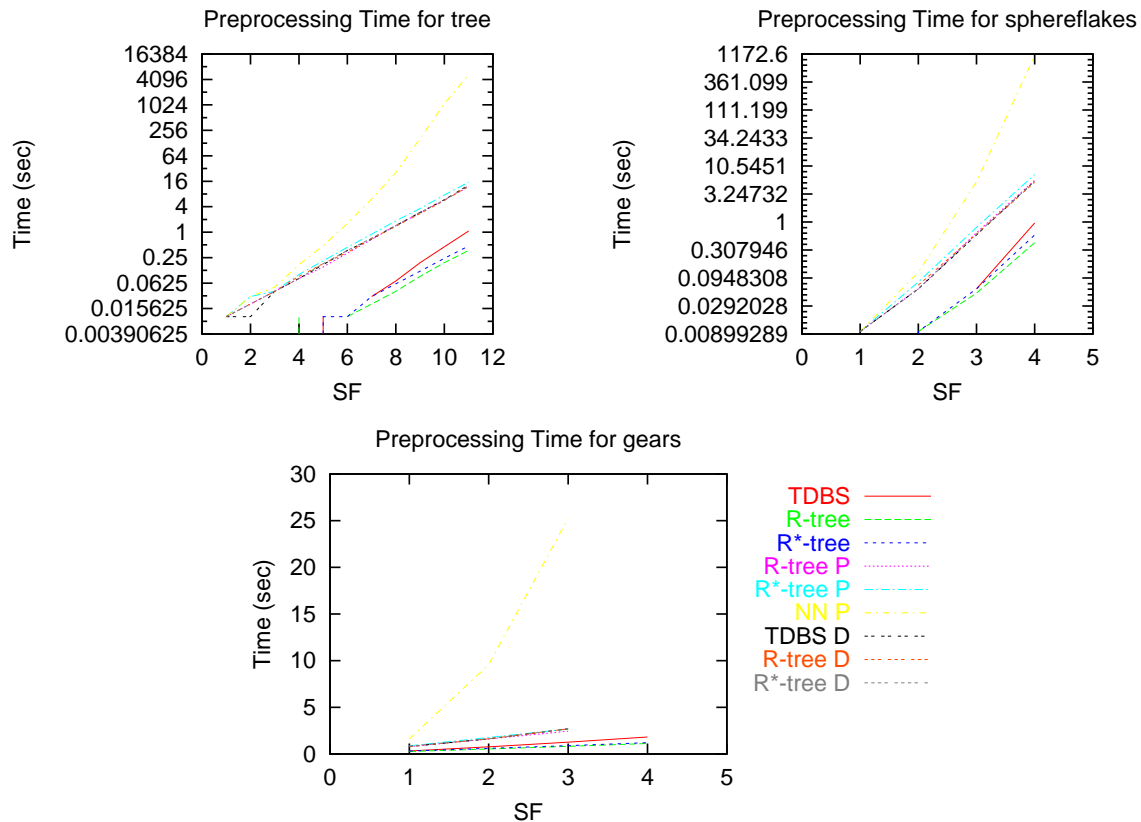 Preprocessing Time for tree
Time (sec)
16384
4096
1024
256
64
16
4
1
0.25
0.0625
0.015625
0.00390625
0 2 4 6 8 10 12
SF
Preprocessing Time for sphereflakes
Time (sec)
1172.6
361.099
111.199
34.2433
10.5451
3.24732
1
0.307946
0.0948308
0.0292028
0.00899289
0 1 2 3 4 5
SF
Preprocessing Time for gears
Time (sec)
30
25
20
15
10
5
0
0 1 2 3 4 5
SF
TDBS
R-tree
R*-tree
R-tree P
R*-tree P
NN P
TDBS D
R-tree D
R*-tree D